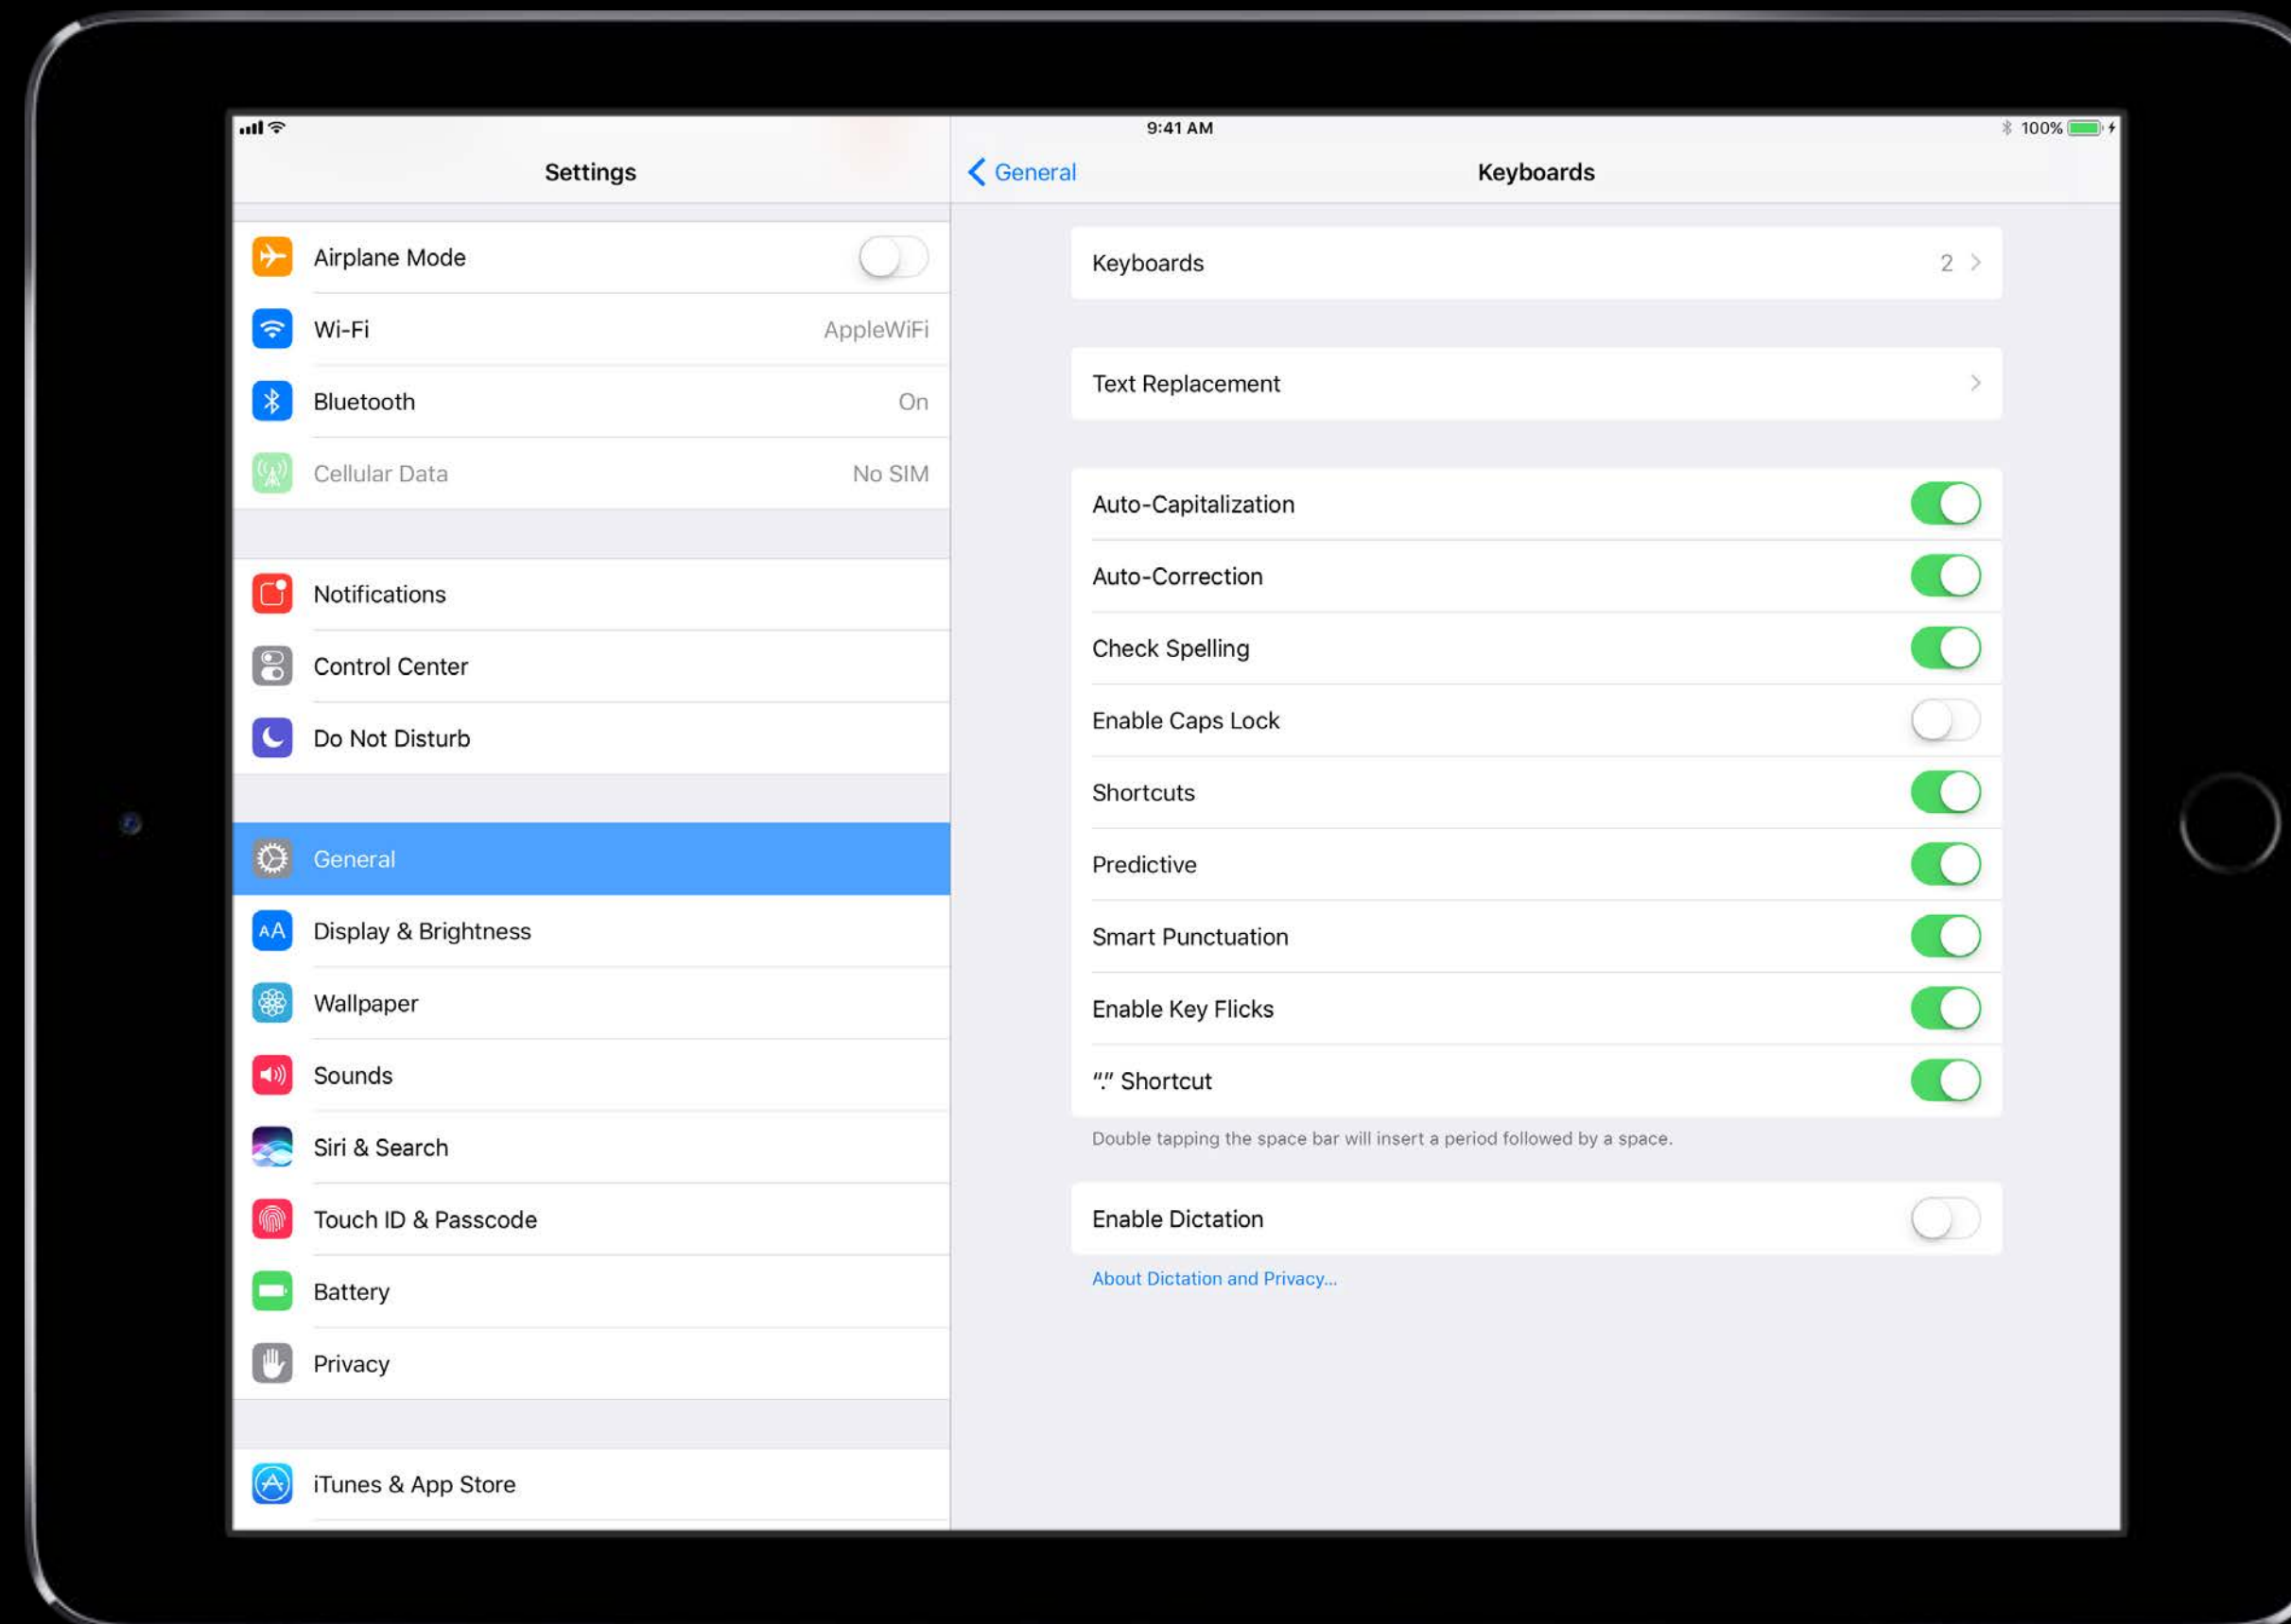 9:41 AM
100%
Settings
Airplane Mode
Wi-Fi AppleWiFi
Bluetooth On
Cellular Data No SIM
Notifications
Control Center
Do Not Disturb
General
AA Display & Brightness
Wallpaper
Sounds
Siri & Search
Touch ID & Passcode
Battery
Privacy
iTunes & App Store
General
Keyboards
Keyboards 2
Text Replacement
Auto-Capitalization
Auto-Correction
Check Spelling
Enable Caps Lock
Shortcuts
Predictive
Smart Punctuation
Enable Key Flicks
“.” Shortcut
Double tapping the space bar will insert a period followed by a space.
Enable Dictation
About Dictation and Privacy...